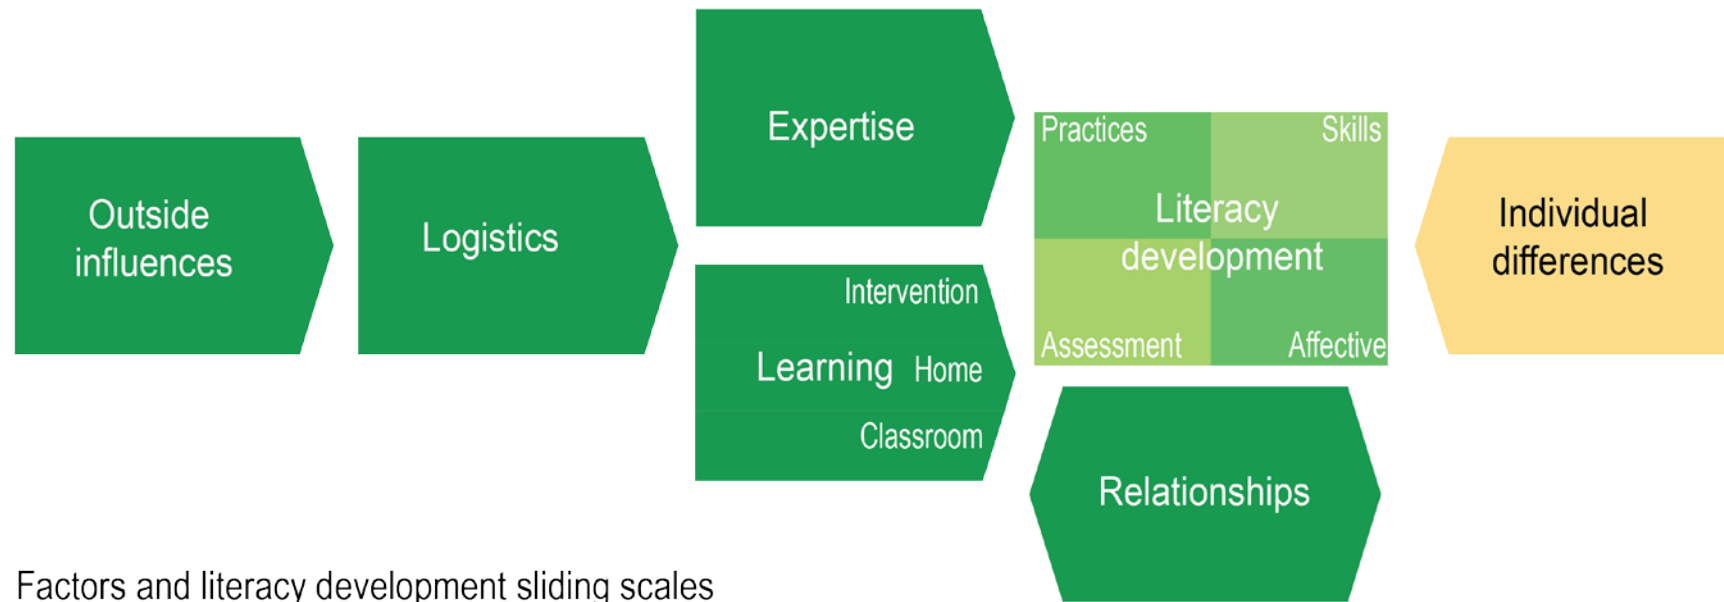 Outside
influences
Logistics
Expertise
Intervention
Learning Home
Classroom
Practices Skills
Literacy
development
Assessment Affective
Relationships
Individual
differences
Factors and literacy development sliding scales